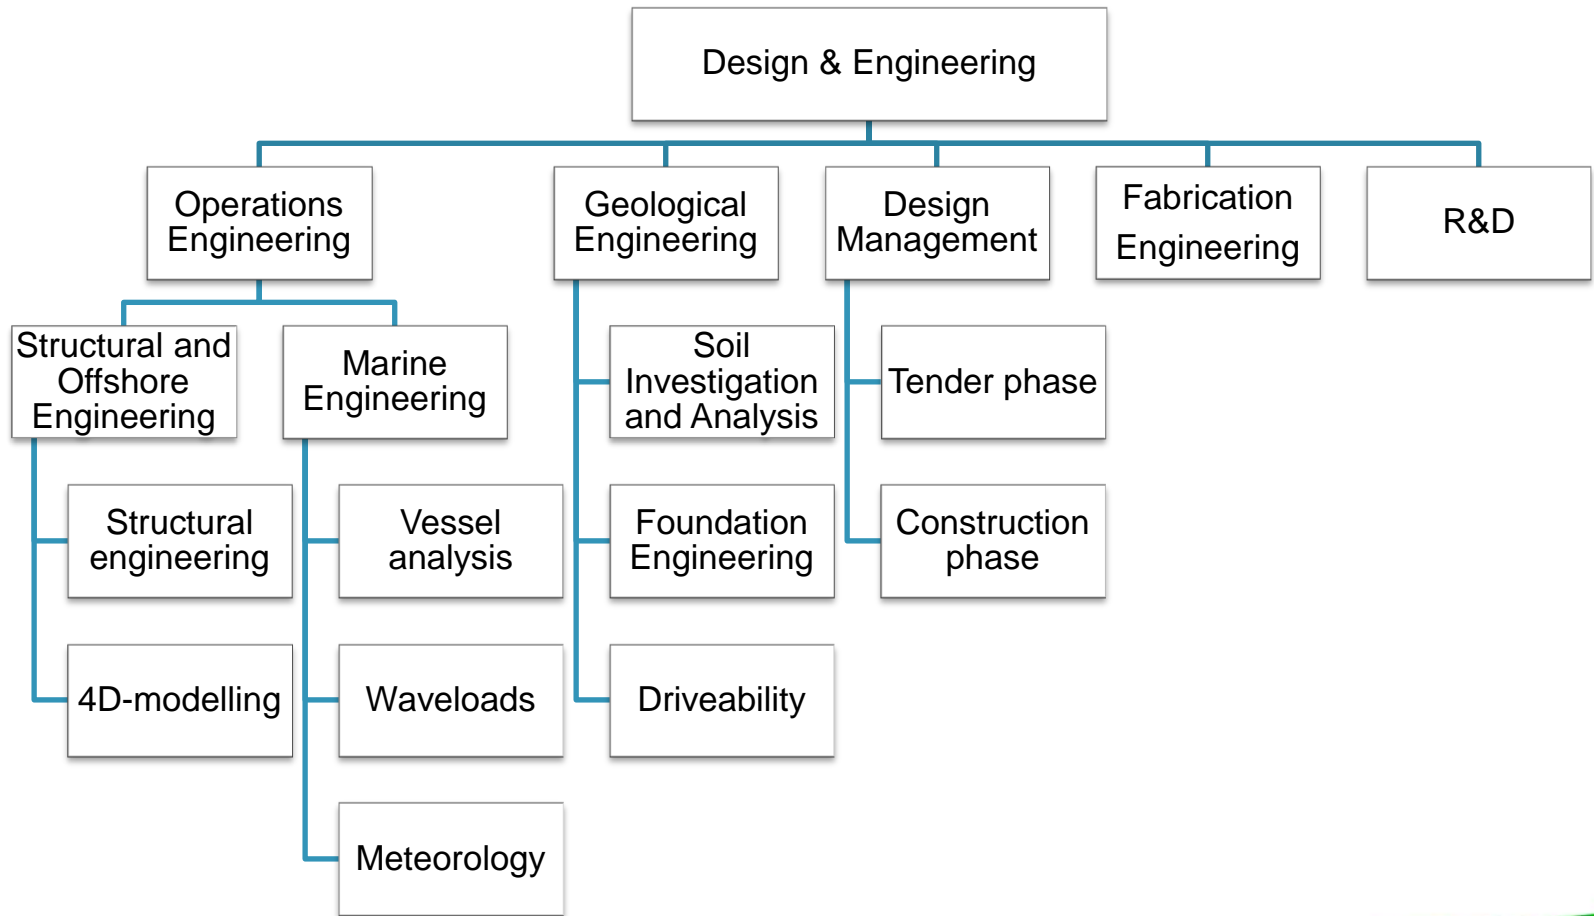 Design & Engineering
Operations
Engineering
Geological
Engineering
Design
Management
Fabrication
Engineering
R&D
Structural and
Offshore
Engineering
Marine
Engineering
Soil
Investigation
and Analysis
Tender phase
Structural
engineering
Vessel
analysis
Foundation
Engineering
Construction
phase
4D-modelling
Waveloads
Driveability
Meteorology